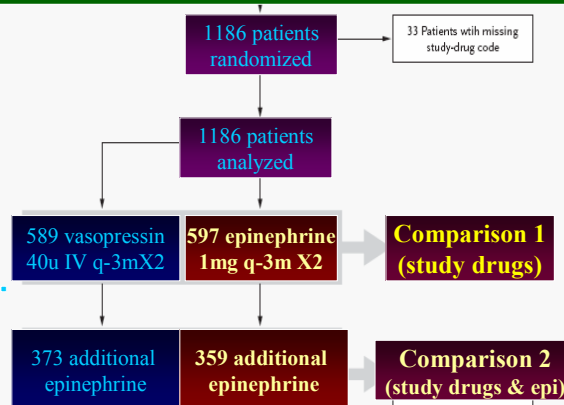 1186 patients
randomized
33 Patients wtih missing
study-drug code
1186 patients
analyzed
589 vasopressin
40u IV q-3mX2
597 epinephrine
1mg q-3m X2
Comparison 1
(study drugs)
373 additional
epinephrine
359 additional
epinephrine
Comparison 2
(study drugs & epi)